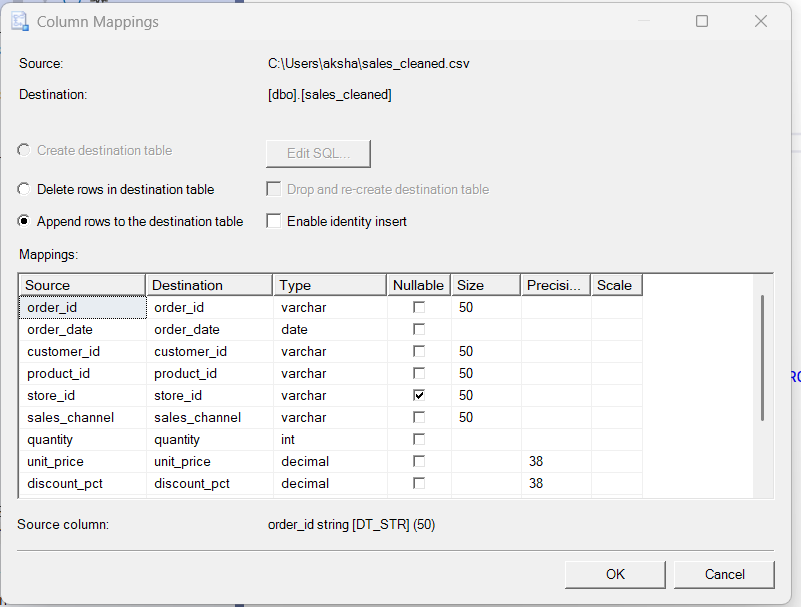 Column Mappings
Source: C:\Users\aksha\sales_cleaned.csv
Destination: [dbo].[sales_cleaned]
Create destination table Edit SQL...
Delete rows in destination table Drop and re-create destination table
Append rows to the destination table Enable identity insert
Mappings:
Source Destination Type Nullable Size Precisi... Scale
order_id order_id varchar 50
order_date order_date date
customer_id customer_id varchar 50
product_id product_id varchar 50
store_id store_id varchar 50
sales_channel sales_channel varchar 50
quantity quantity int
unit_price unit_price decimal 38
discount_pct discount_pct decimal 38
Source column: order_id string [DT_STR] (50)
OK Cancel